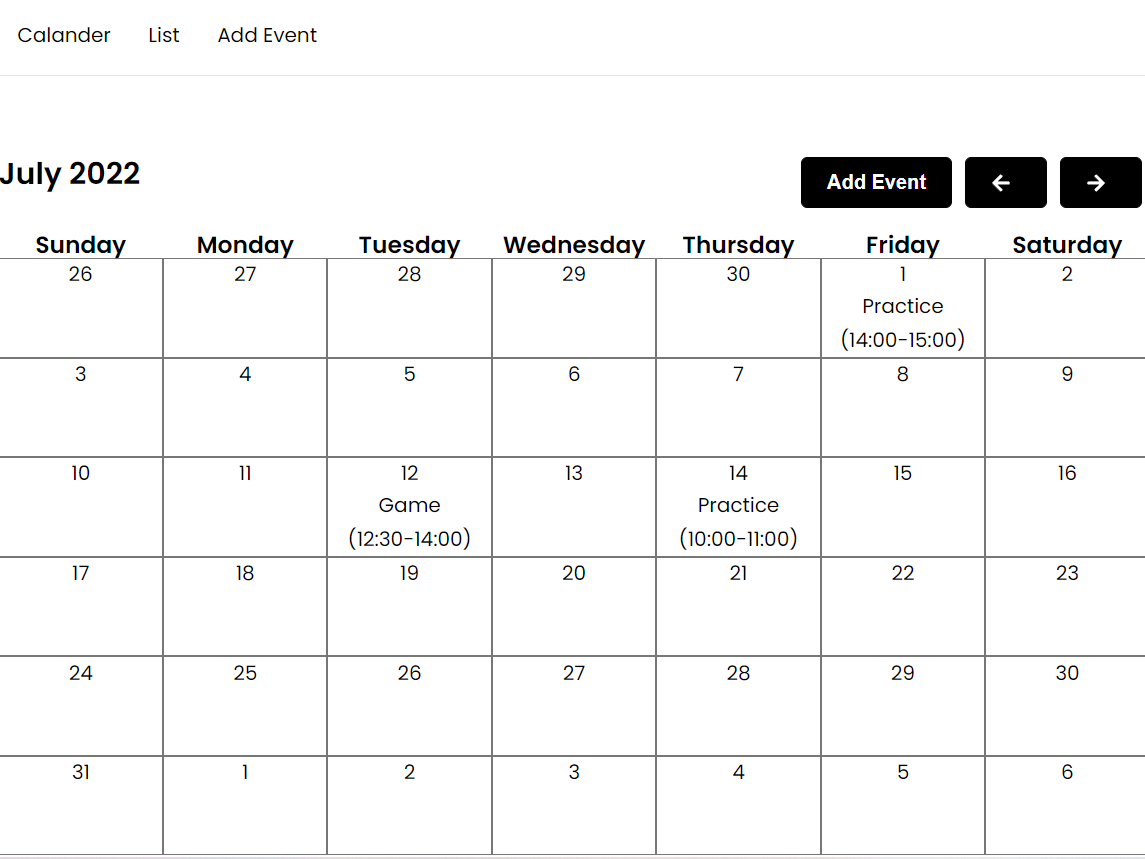 Calander List Add Event
July 2022 Add Event
Sunday Monday Tuesday Wednesday Thursday Friday Saturday
26 27 28 29 30 1 2
Practice
(14:00-15:00)
3 4 5 6 7 8 9
10 11 12 13 14 15 16
Game Practice
(12:30-14:00) (10:00-11:00)
17 18 19 20 21 22 23
24 25 26 27 28 29 30
31 1 2 3 4 5 6